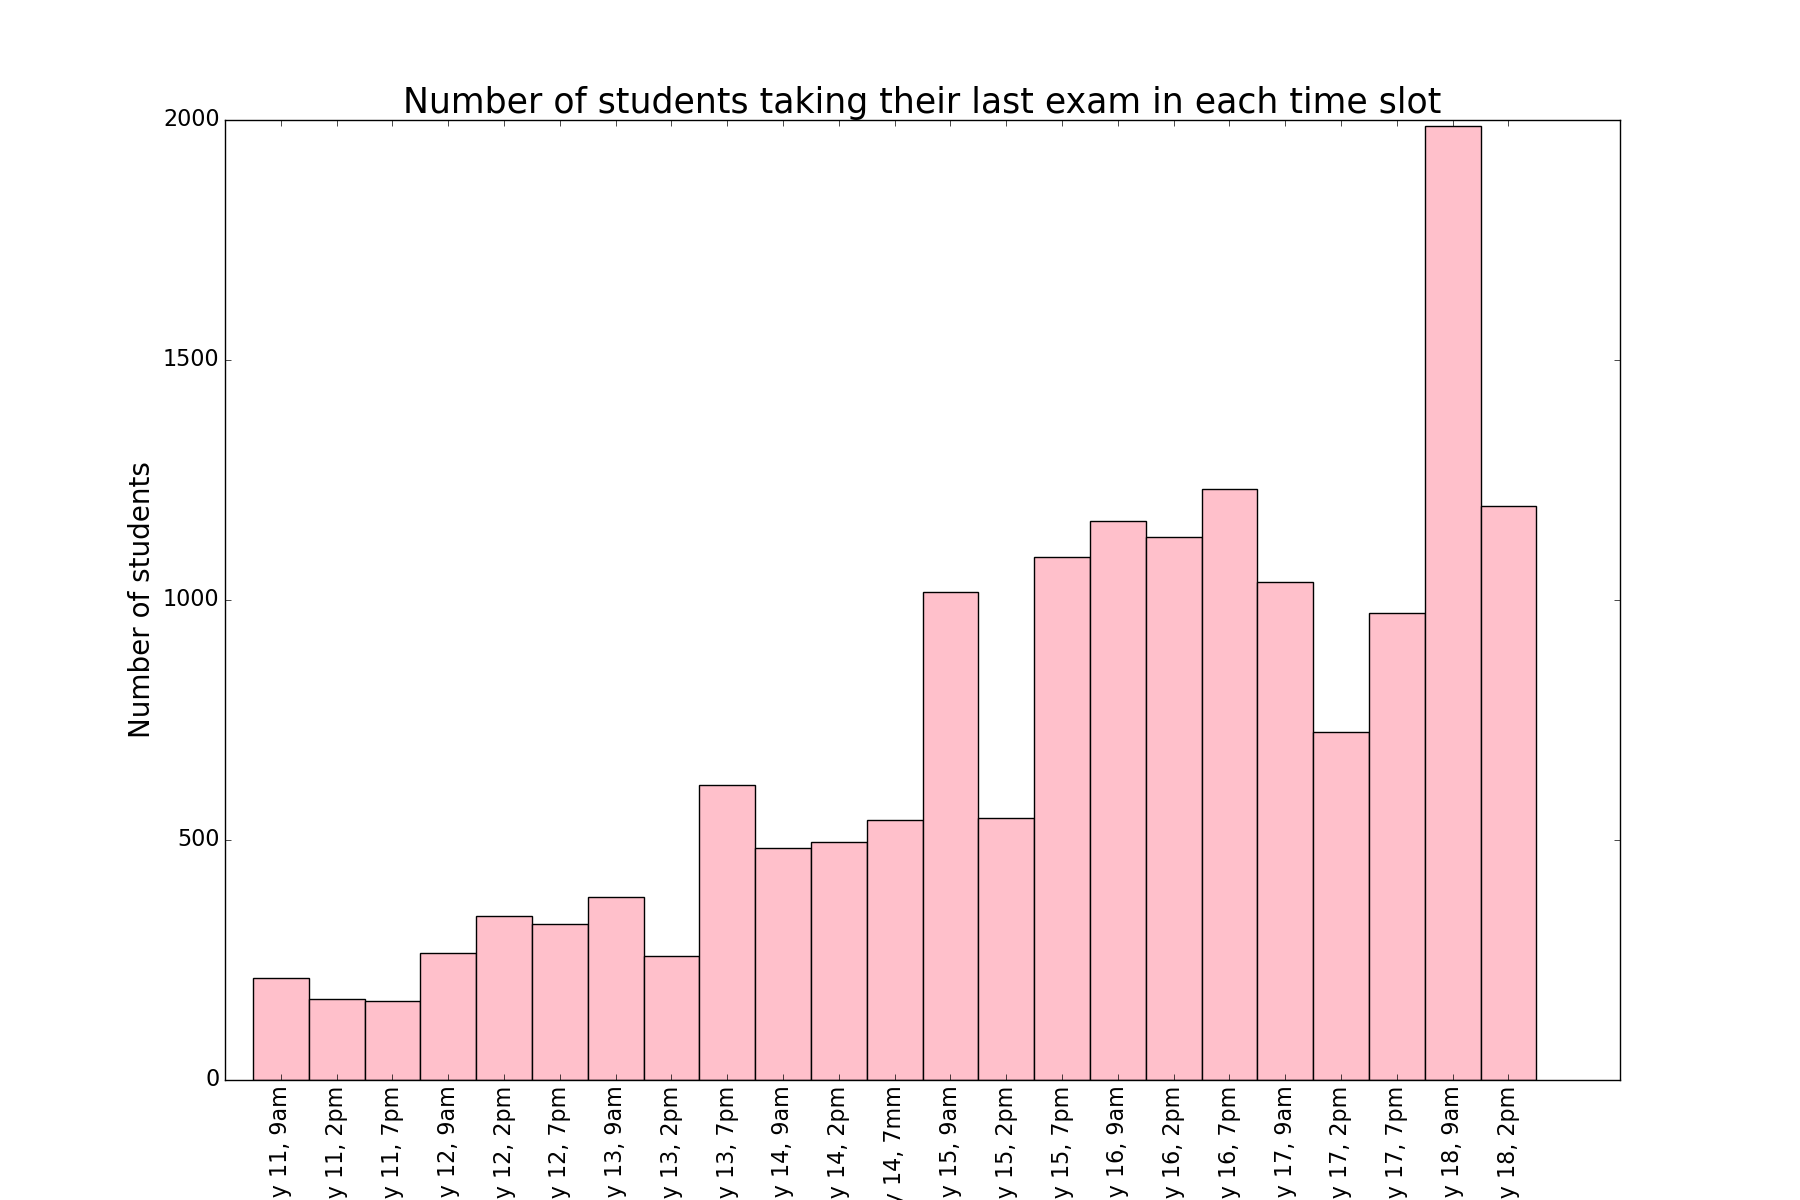 Number of students taking their last exam in each time slot
Number of students
2000
1500
1000
500
0
y 11, 9am
y 11, 2pm
y 11, 7pm
y 12, 9am
y 12, 2pm
y 12, 7pm
y 13, 9am
y 13, 2pm
y 13, 7pm
y 14, 9am
y 14, 2pm
y 14, 7mm
y 15, 9am
y 15, 2pm
y 15, 7pm
y 16, 9am
y 16, 2pm
y 16, 7pm
y 17, 9am
y 17, 2pm
y 17, 7pm
y 18, 9am
y 18, 2pm